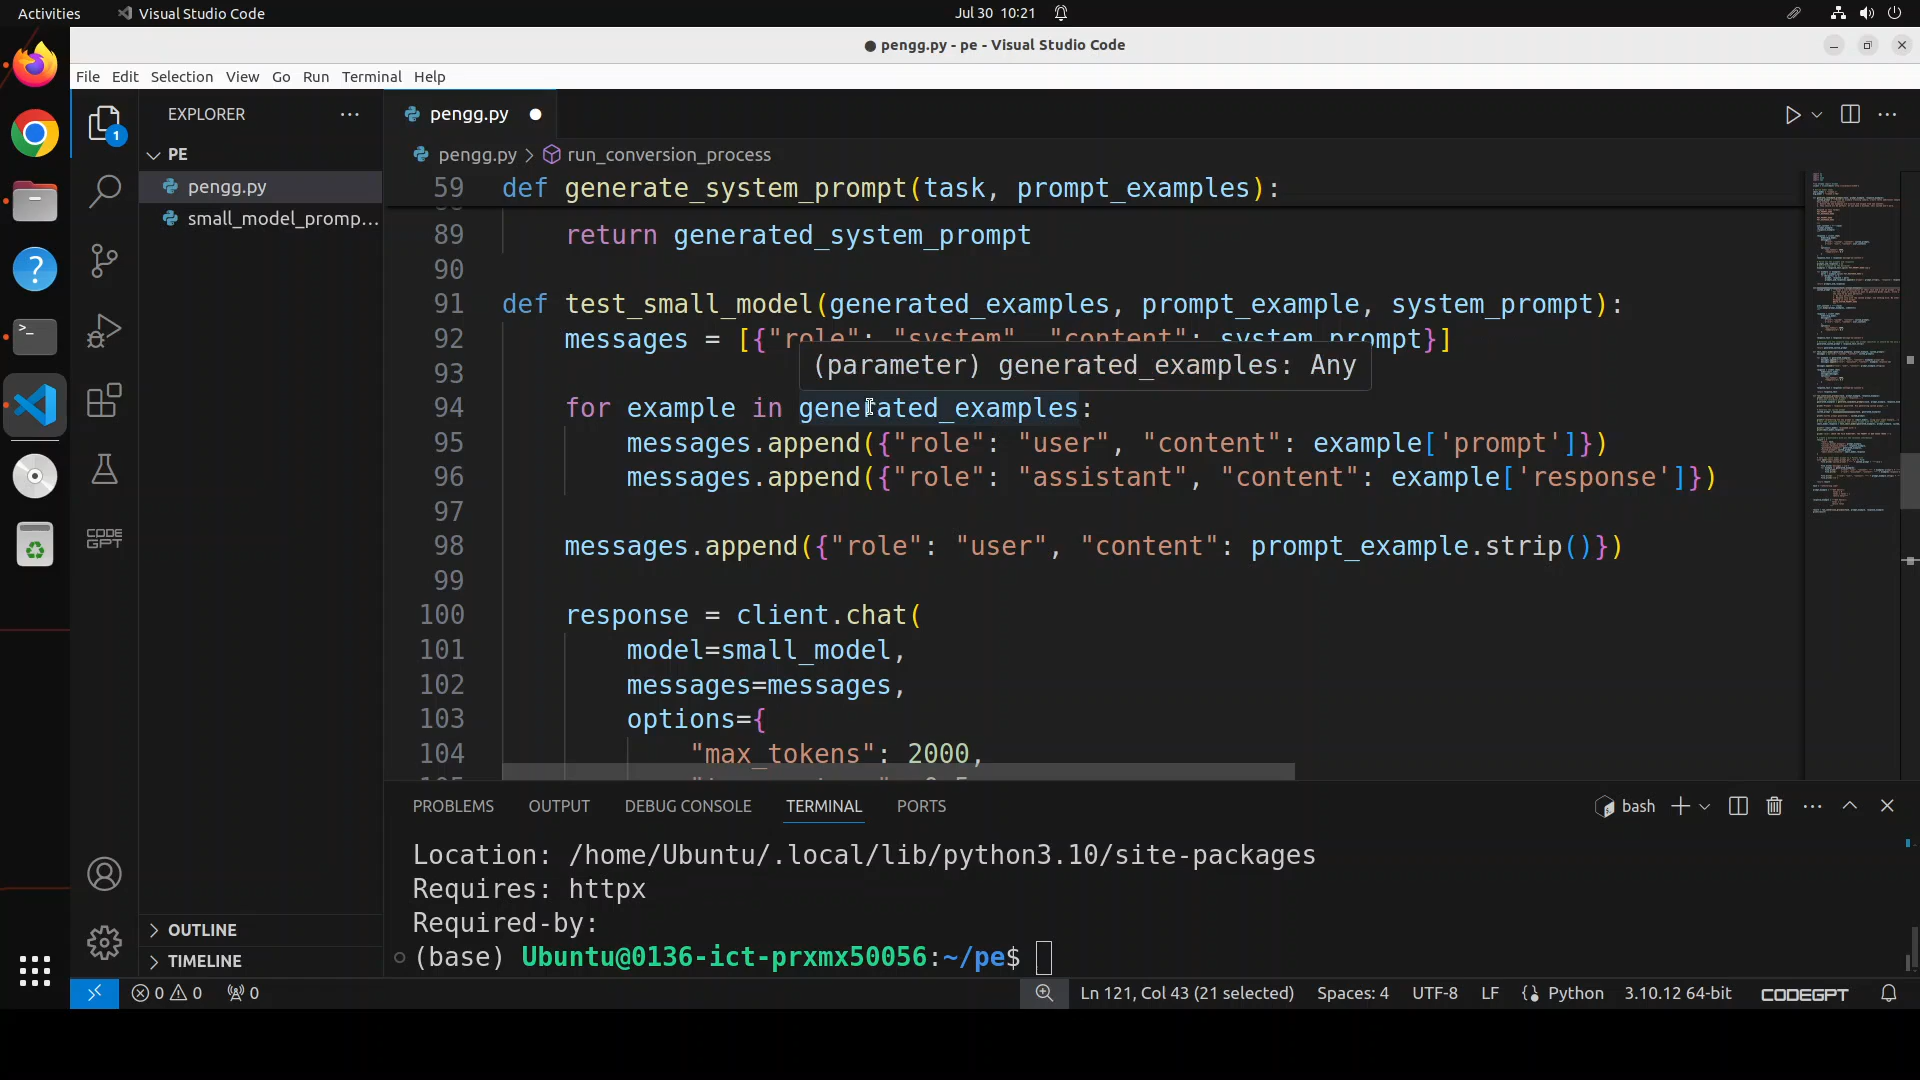 Activities Visual Studio Code Jul 30 10:21
pengg.py - pe - Visual Studio Code
File Edit Selection View Go Run Terminal Help
EXPLORER
1
PE
pengg.py
small_model_promp...
pengg.py
pengg.py > run_conversion_process
59 def generate_system_prompt(task, prompt_examples):
89 return generated_system_prompt
90
91 def test_small_model(generated_examples, prompt_example, system_prompt):
92 messages = [{"role": "system", "content": system_prompt}]
(parameter) generated_examples: Any
93
94 for example in generated_examples:
95 messages.append({"role": "user", "content": example['prompt']})
96 messages.append({"role": "assistant", "content": example['response']})
97
98 messages.append({"role": "user", "content": prompt_example.strip()})
99
100 response = client.chat(
101 model=small_model,
102 messages=messages,
103 options={
104 "max_tokens": 2000,
PROBLEMS OUTPUT DEBUG CONSOLE TERMINAL PORTS
bash
Location: /home/Ubuntu/.local/lib/python3.10/site-packages
Requires: httpx
Required-by:
(base) Ubuntu@0136-ict-prxmx50056:~/pe$
CODE
GPT
OUTLINE
TIMELINE
0 0 0 Ln 121, Col 43 (21 selected) Spaces: 4 UTF-8 LF Python 3.10.12 64-bit CODEGPT